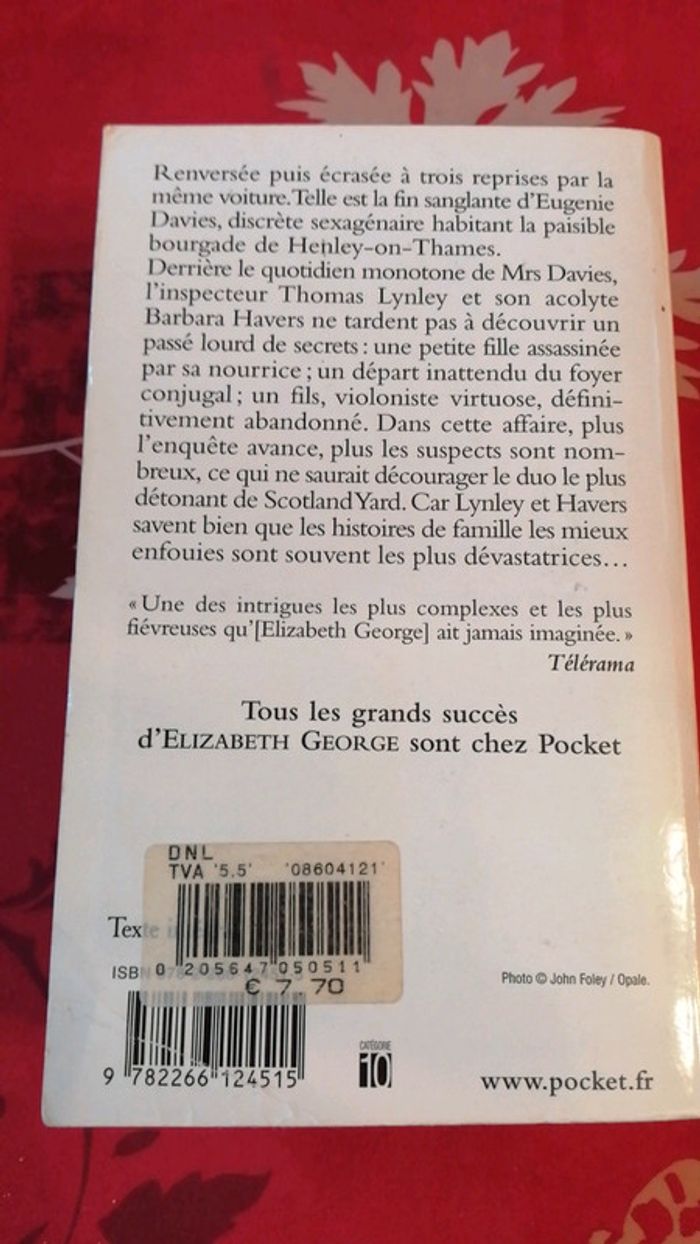 Renversée puis écrasée à trois reprises par la
même voiture.Telle est la fin sanglante d'Eugenie
Davies, discrète sexagénaire habitant la paisible
bourgade de Henley-on-Thames.
Derrière le quotidien monotone de Mrs Davies,
l'inspecteur Thomas Lynley et son acolyte
Barbara Havers ne tardent pas à découvrir un
passé lourd de secrets : une petite fille assassinée
par sa nourrice ; un départ inattendu du foyer
conjugal ; un fils, violoniste virtuose, défini-
tivement abandonné. Dans cette affaire, plus
l'enquête avance, plus les suspects sont nom-
breux, ce qui ne saurait décourager le duo le plus
détonant de Scotland Yard. Car Lynley et Havers
savent bien que les histoires de famille les mieux
enfouies sont souvent les plus dévastatrices...
« Une des intrigues les plus complexes et les plus
fiévreuses qu'[Elizabeth George] ait jamais imaginée. »
Télérama
Tous les grands succès
d'ELIZABETH GEORGE sont chez Pocket
DNL
TVA '5.5' '08604121'
Texte
0 205647 050511
ISBN
€ 7,70
Photo © John Foley / Opale.
9 782266 124515
CATÉGORIE
10
www.pocket.fr